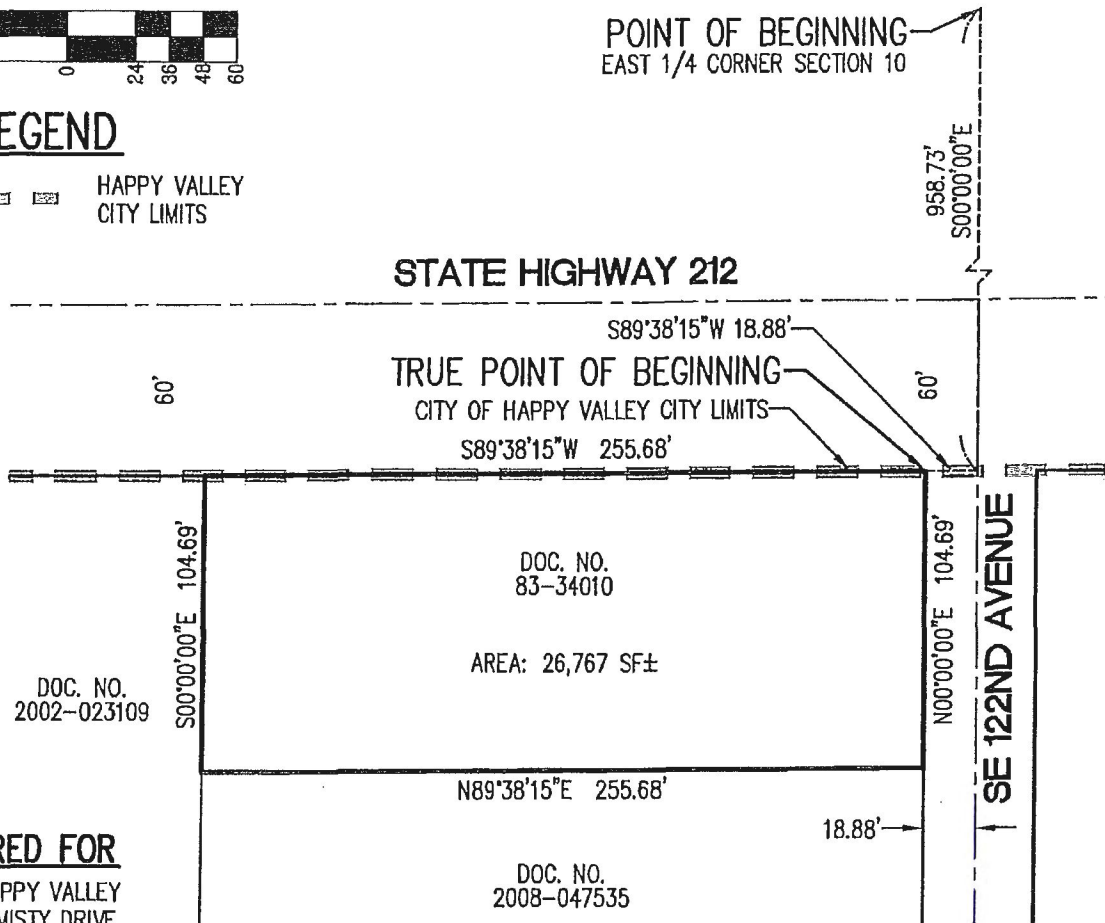 0 24 36 48 60
POINT OF BEGINNING
EAST 1/4 CORNER SECTION 10
EGEND
HAPPY VALLEY
CITY LIMITS
958.73'
S00°00'00"E
STATE HIGHWAY 212
S89°38'15"W 18.88'
60'
TRUE POINT OF BEGINNING
60'
CITY OF HAPPY VALLEY CITY LIMITS
S89°38'15"W 255.68'
S00°00'00"E 104.69'
DOC. NO.
83-34010
N00°00'00"E 104.69'
SE 122ND AVENUE
AREA: 26,767 SF±
DOC. NO.
2002-023109
N89°38'15"E 255.68'
18.88'
RED FOR
PPY VALLEY
MISTY DRIVE
DOC. NO.
2008-047535